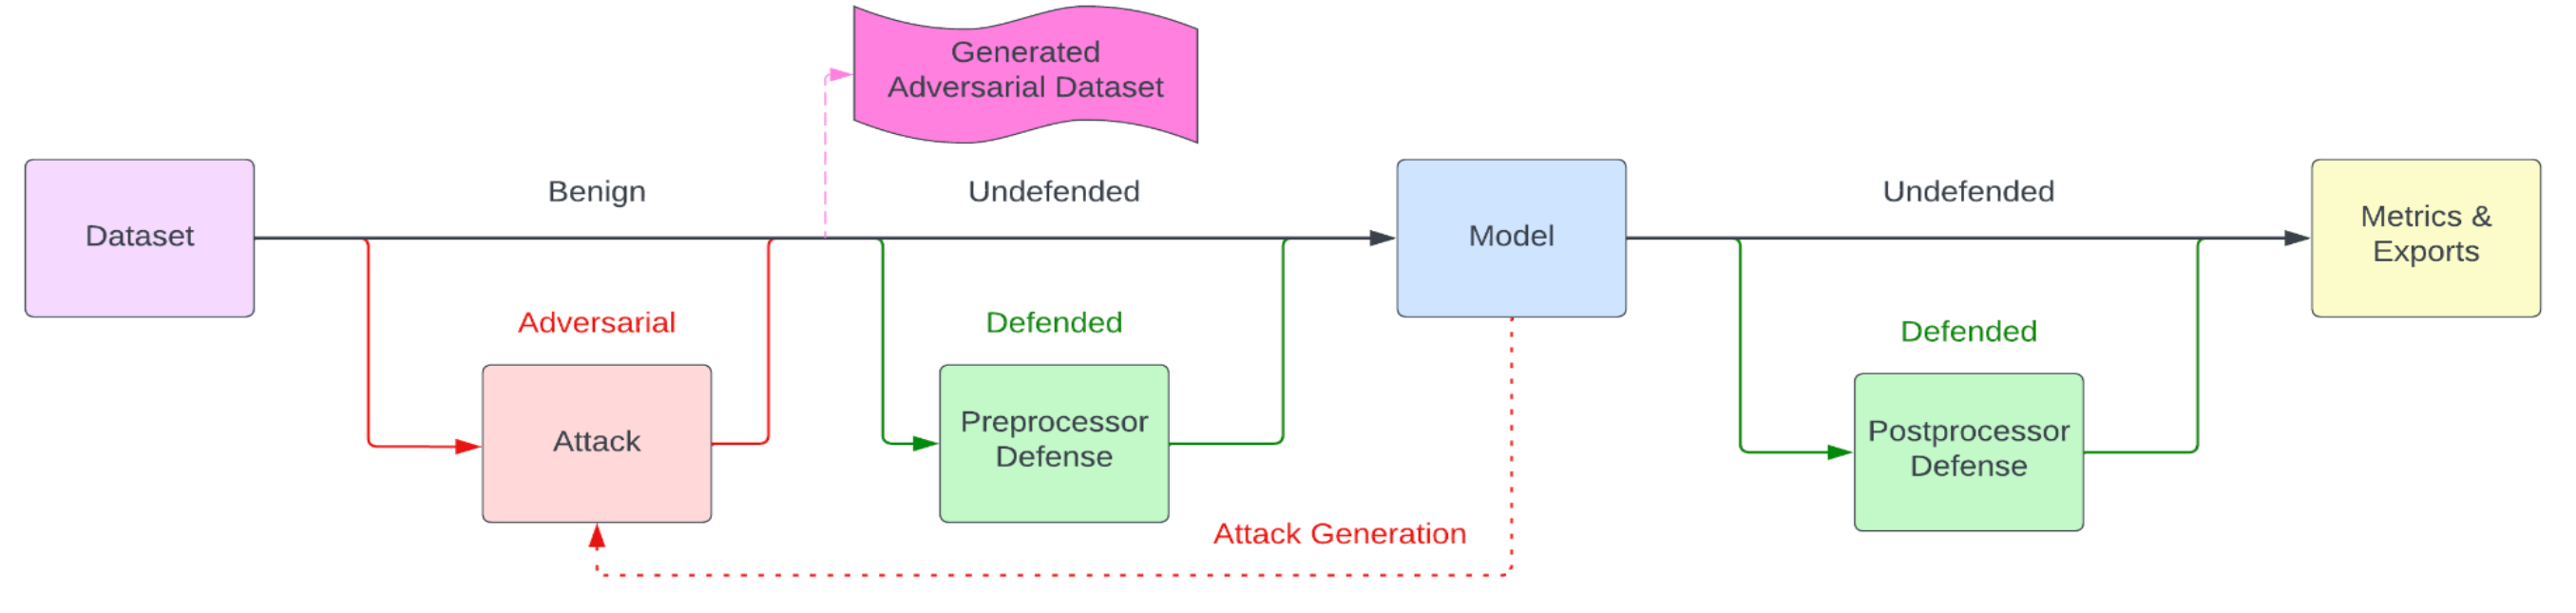 Generated
Adversarial Dataset
Benign
Undefended
Undefended
Dataset
Model
Metrics &
Exports
Adversarial
Defended
Defended
Attack
Preprocessor
Defense
Postprocessor
Defense
Attack Generation